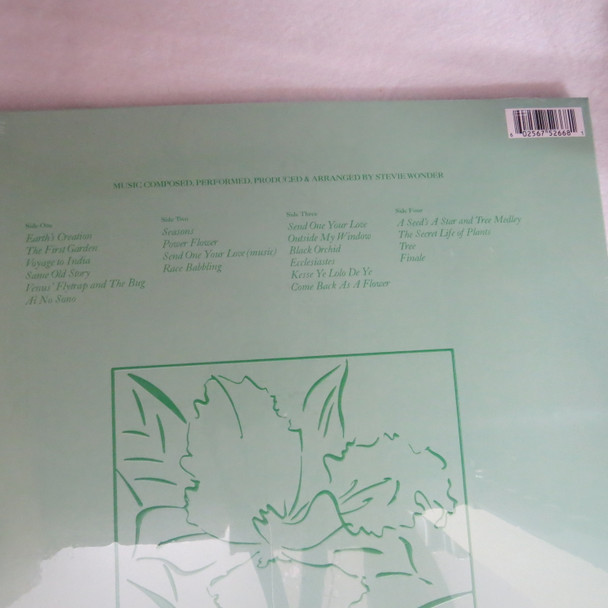 6 02567 52668 1
MUSIC COMPOSED, PERFORMED, PRODUCED & ARRANGED BY STEVIE WONDER
Side One
Earth's Creation
The First Garden
Voyage to India
Same Old Story
Venus' Flytrap and The Bug
Ai No Sono
Side Two
Seasons
Power Flower
Send One Your Love (music)
Race Babbling
Side Three
Send One Your Love
Outside My Window
Black Orchid
Ecclesiastes
Kesse Ye Lolo De Ye
Come Back As A Flower
Side Four
A Seed's A Star and Tree Medley
The Secret Life of Plants
Tree
Finale